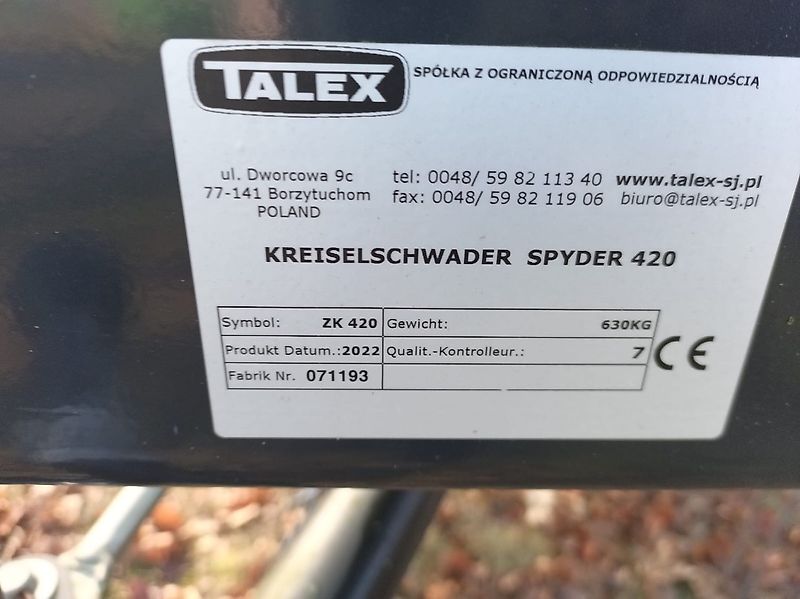 TALEX SPÓŁKA Z OGRANICZONĄ ODPOWIEDZIALNOŚCIĄ
ul. Dworcowa 9c tel: 0048/ 59 82 113 40 www.talex-sj.pl
77-141 Borzytuchom fax: 0048/ 59 82 119 06 biuro@talex-sj.pl
POLAND
KREISELSCHWADER SPYDER 420
Symbol: ZK 420 Gewicht: 630KG
Produkt Datum.:2022 Qualit.-Kontrolleur.: 7 CE
Fabrik Nr. 071193